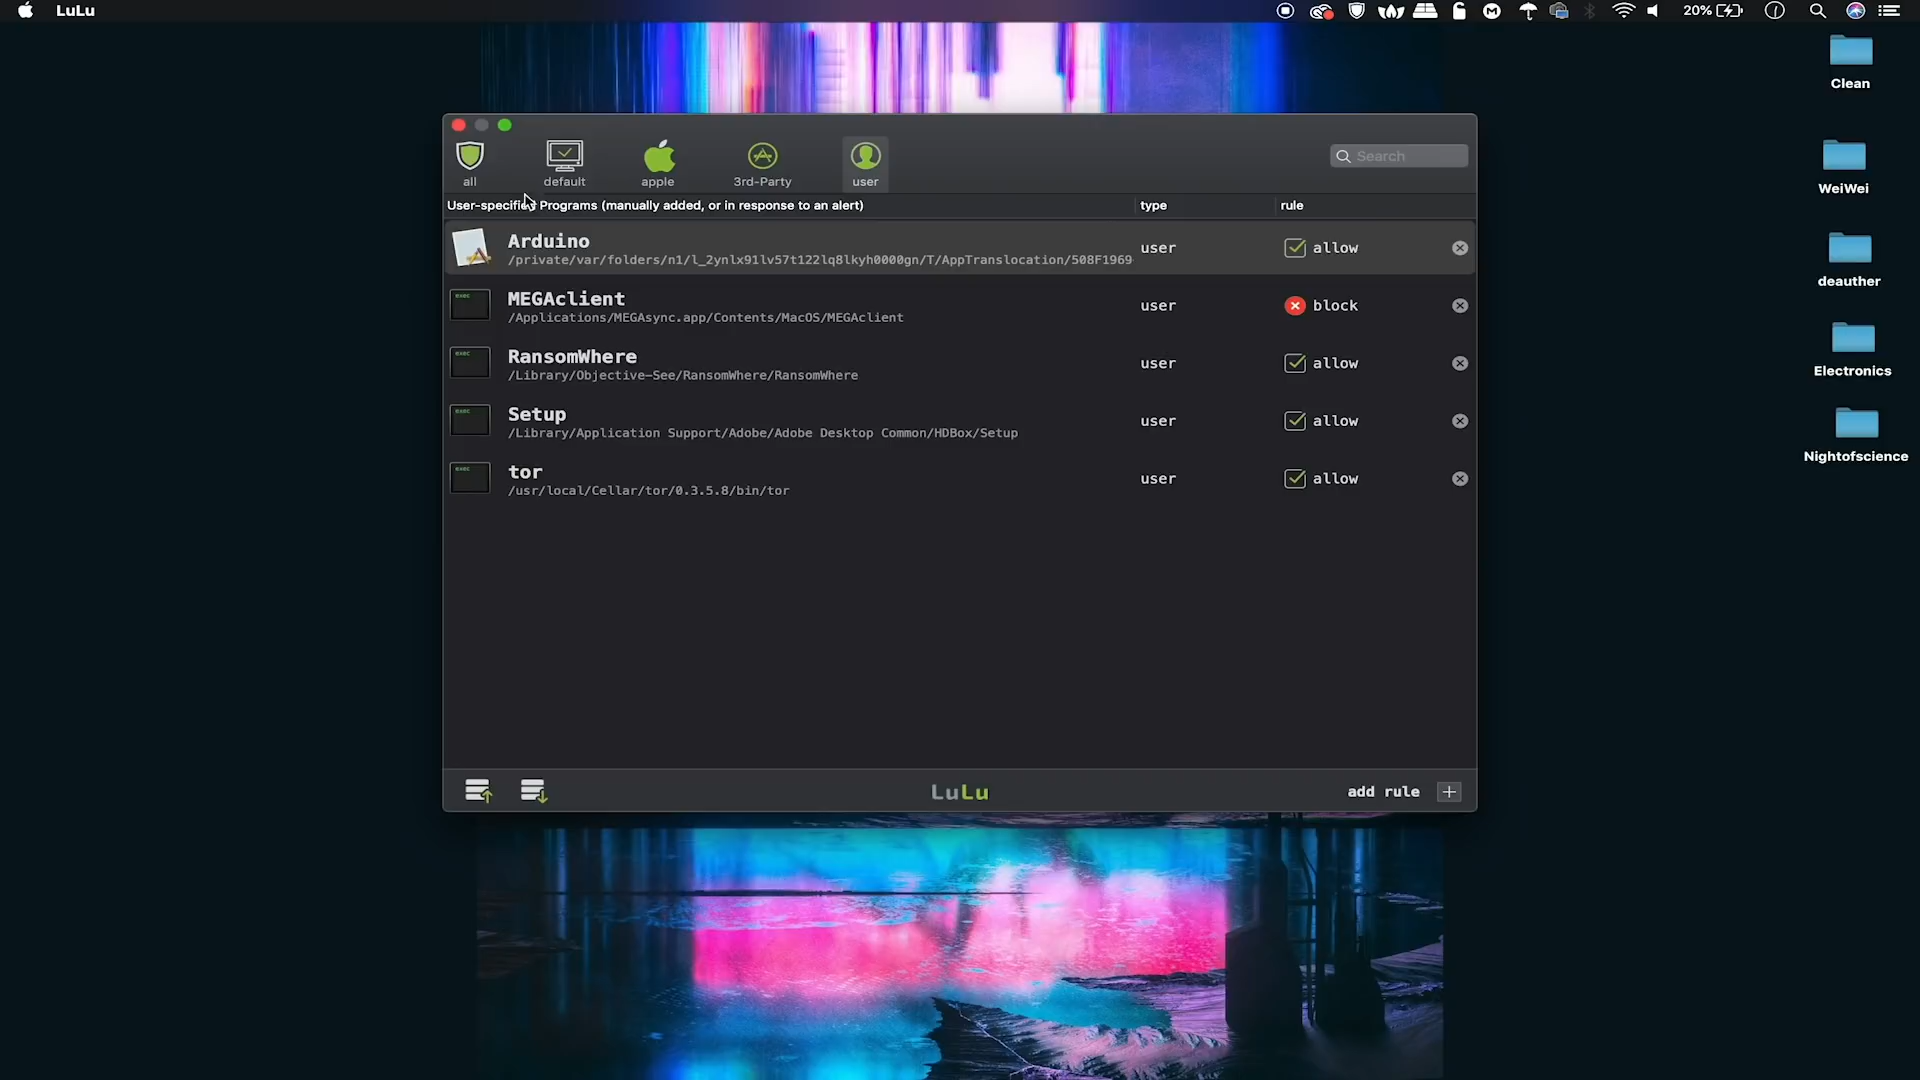 LuLu
20%
Clean
WeiWei
deauther
Electronics
Nightofscience
all
default
apple
3rd-Party
user
Search
User-specified Programs (manually added, or in response to an alert)
type
rule
Arduino
/private/var/folders/n1/l_2ynlx91lv57t122lq8lkyh0000gn/T/AppTranslocation/508F1969
user
allow
MEGAclient
/Applications/MEGAsync.app/Contents/MacOS/MEGAclient
user
block
RansomWhere
/Library/Objective-See/RansomWhere/RansomWhere
user
allow
Setup
/Library/Application Support/Adobe/Adobe Desktop Common/HDBox/Setup
user
allow
tor
/usr/local/Cellar/tor/0.3.5.8/bin/tor
user
allow
LuLu
add rule